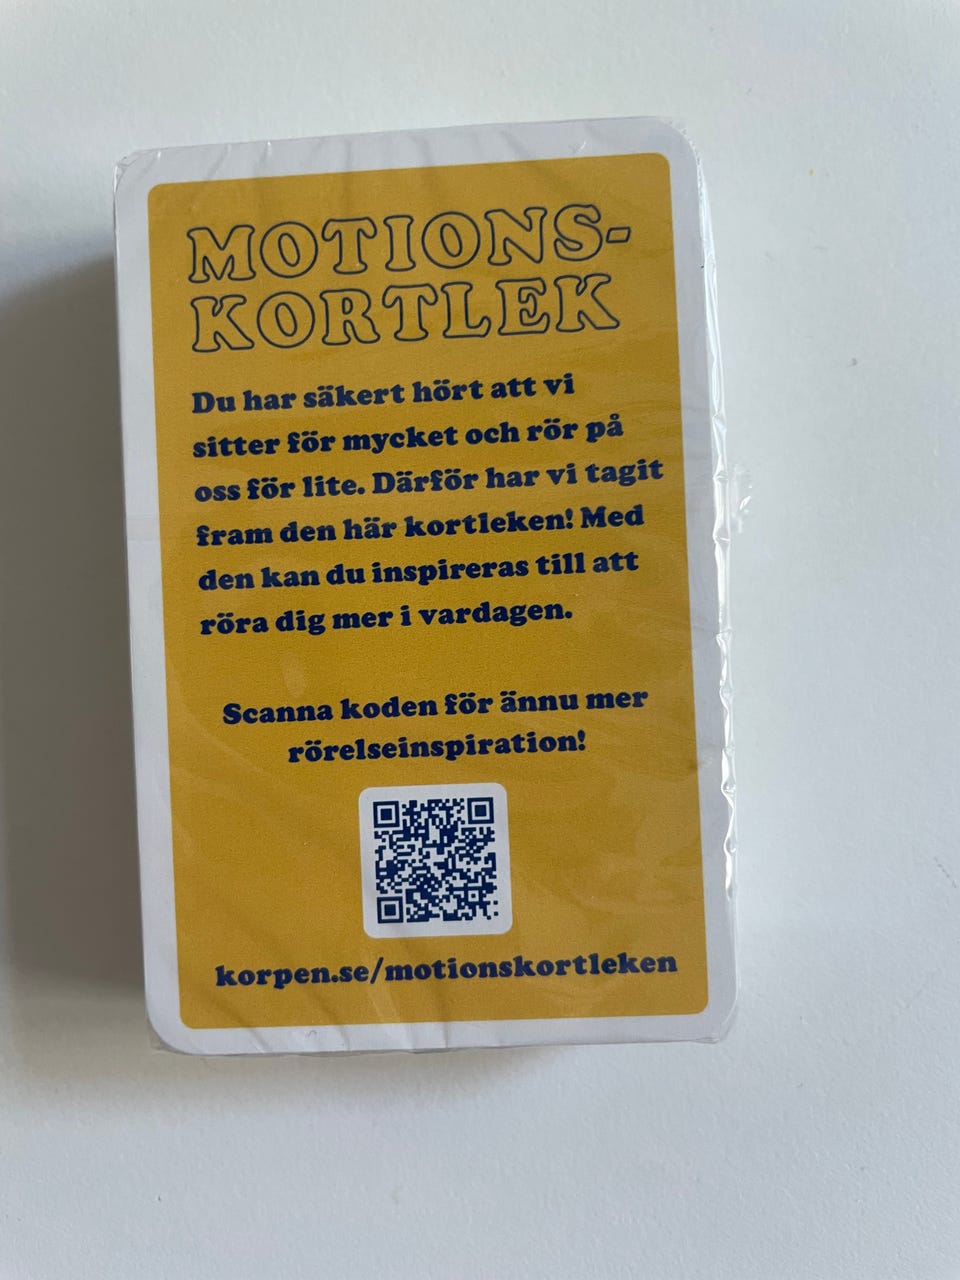 MOTIONS-
KORTLEK
Du har säkert hört att vi
sitter för mycket och rör på
oss för lite. Därför har vi tagit
fram den här kortleken! Med
den kan du inspireras till att
röra dig mer i vardagen.
Scanna koden för ännu mer
rörelseinspiration!
korpen.se/motionskortleken